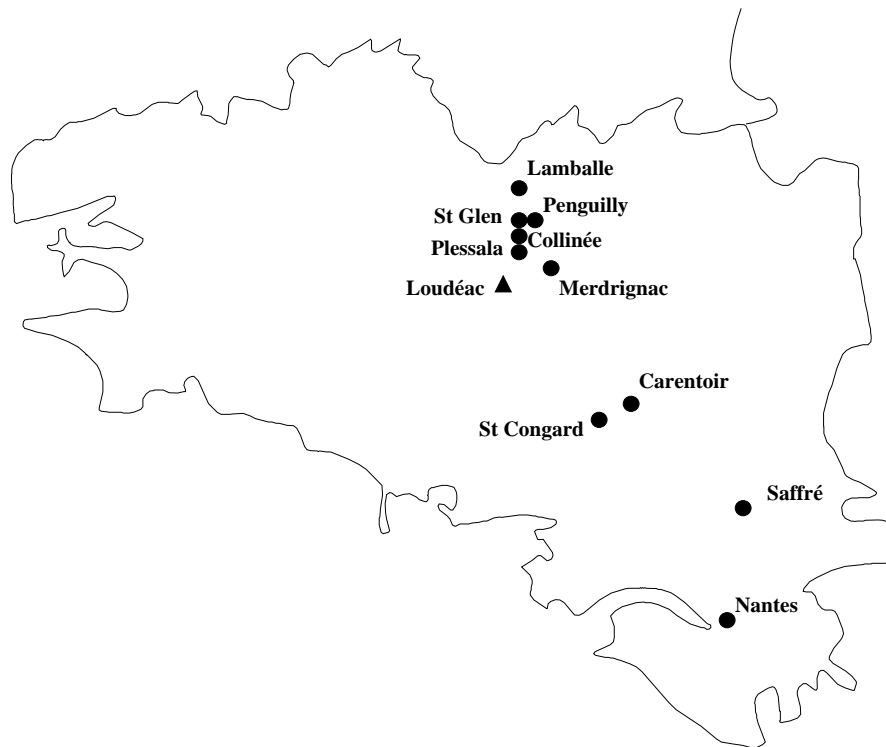 Lamballe
St Glen
Penguilly
Collinée
Plessala
Loudéac
Merdrignac
Carentoir
St Congard
Saffré
Nantes